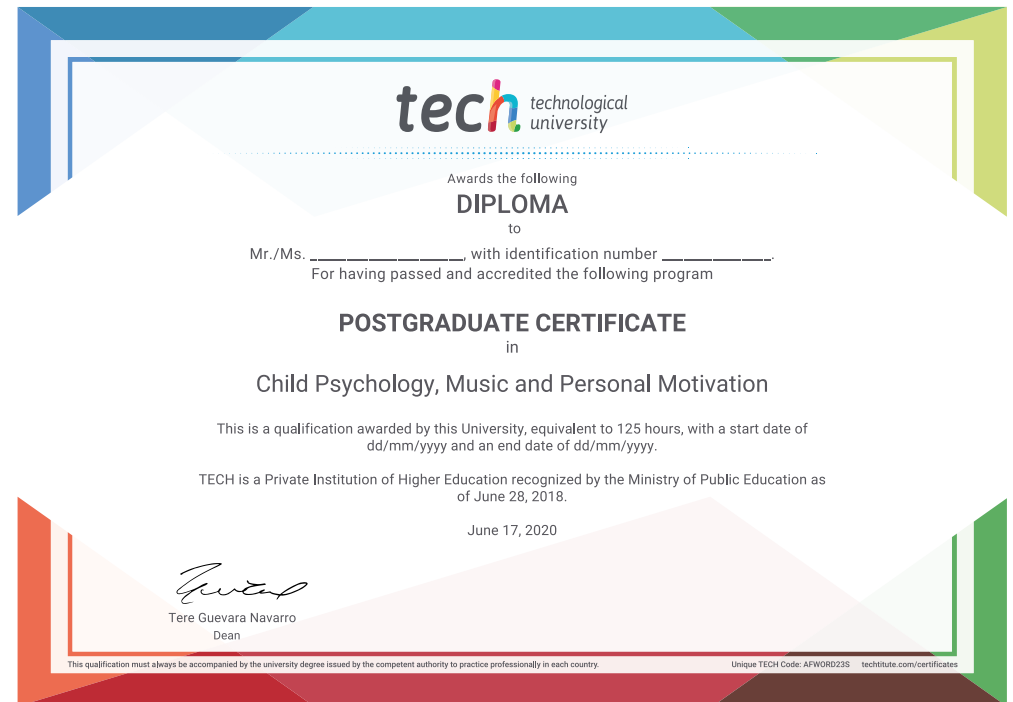 tech technological
university
Awards the following
DIPLOMA
to
Mr./Ms. ____________________, with identification number ______________.
For having passed and accredited the following program
POSTGRADUATE CERTIFICATE
in
Child Psychology, Music and Personal Motivation
This is a qualification awarded by this University, equivalent to 125 hours, with a start date of
dd/mm/yyyy and an end date of dd/mm/yyyy.
TECH is a Private Institution of Higher Education recognized by the Ministry of Public Education as
of June 28, 2018.
June 17, 2020
Tere Guevara Navarro
Dean
This qualification must always be accompanied by the university degree issued by the competent authority to practice professionally in each country.
Unique TECH Code: AFWORD23S techtitute.com/certificates